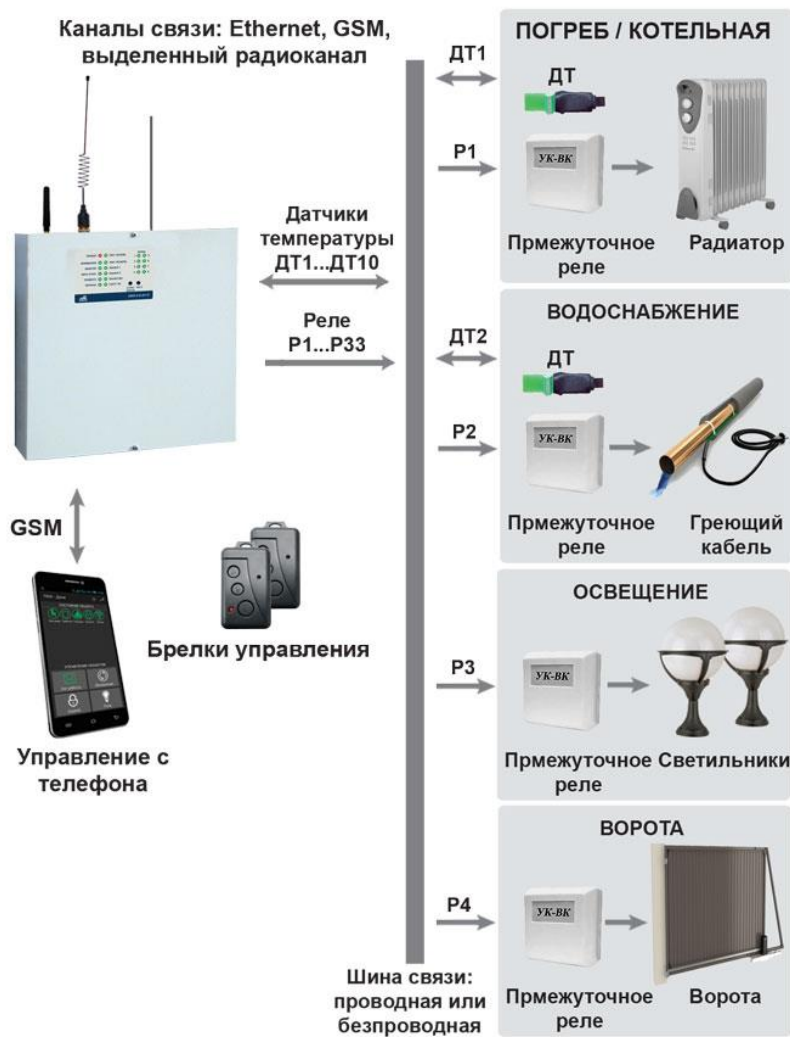 Каналы связи: Ethernet, GSM,
выделенный радиоканал
Датчики
температуры
ДТ1...ДТ10
Реле
Р1...Р33
GSM
Управление с
телефона
Брелки управления
Шина связи:
проводная или
безпроводная
ПОГРЕБ / КОТЕЛЬНАЯ
ДТ1
ДТ
Р1
УК-ВК
Прмежуточное
реле
Радиатор
ВОДОСНАБЖЕНИЕ
ДТ2
ДТ
Р2
УК-ВК
Прмежуточное
реле
Греющий
кабель
ОСВЕЩЕНИЕ
Р3
УК-ВК
Прмежуточное
реле
Светильники
ВОРОТА
Р4
УК-ВК
Прмежуточное
реле
Ворота